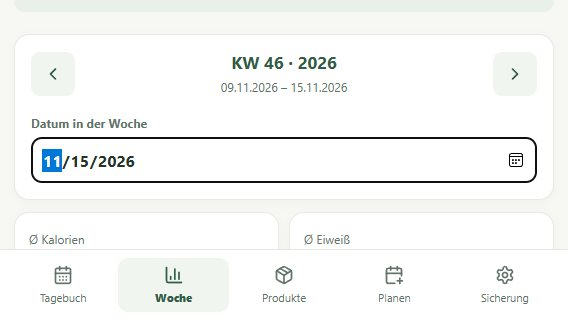 KW 46 · 2026
09.11.2026 – 15.11.2026
Datum in der Woche
11/15/2026
Ø Kalorien
Ø Eiweiß
Tagebuch
Woche
Produkte
Planen
Sicherung